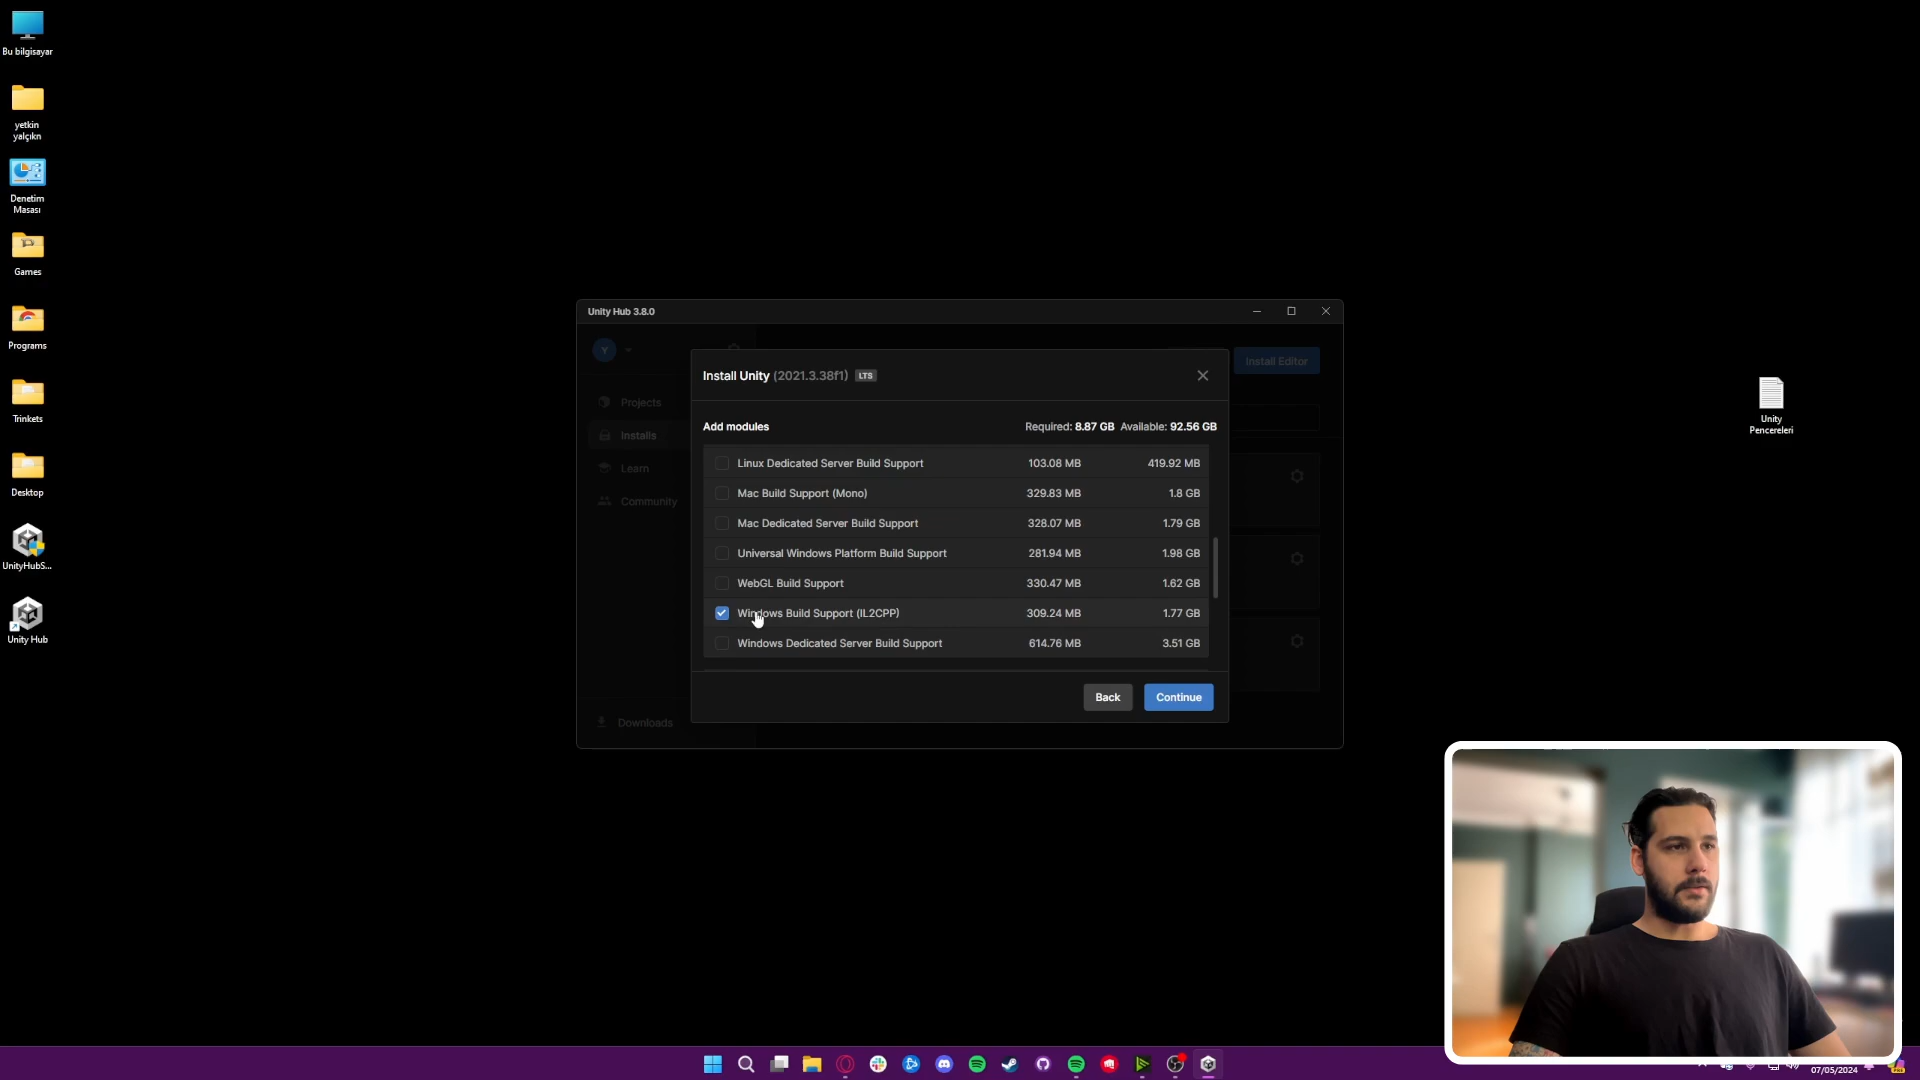 Bu bilgisayar
yetkin
yalçıkn
Denetim
Masası
Games
Programs
Trinkets
Desktop
UnityHubS...
Unity Hub
Unity Hub 3.8.0
Y
Install Editor
Projects
Installs
Learn
Community
Downloads
Install Unity (2021.3.38f1) LTS
Add modules Required: 8.87 GB Available: 92.56 GB
Linux Dedicated Server Build Support 103.08 MB 419.92 MB
Mac Build Support (Mono) 329.83 MB 1.8 GB
Mac Dedicated Server Build Support 328.07 MB 1.79 GB
Universal Windows Platform Build Support 281.94 MB 1.98 GB
WebGL Build Support 330.47 MB 1.62 GB
Windows Build Support (IL2CPP) 309.24 MB 1.77 GB
Windows Dedicated Server Build Support 614.76 MB 3.51 GB
Back Continue
Unity
Pencereleri
07/05/2024